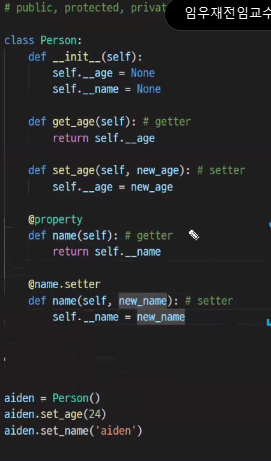 # public, protected, privat
임우재전임교수
class Person:
    def __init__(self):
        self.__age = None
        self.__name = None

    def get_age(self): # getter
        return self.__age

    def set_age(self, new_age): # setter
        self.__age = new_age

    @property
    def name(self): # getter
        return self.__name

    @name.setter
    def name(self, new_name): # setter
        self.__name = new_name

aiden = Person()
aiden.set_age(24)
aiden.set_name('aiden')